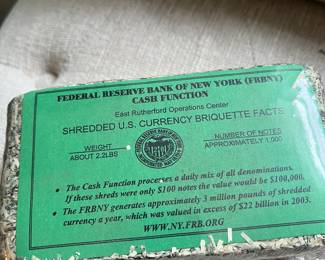 FEDERAL RESERVE BANK OF NEW YORK (FRBNY)
CASH FUNCTION
East Rutherford Operations Center
SHREDDED U.S. CURRENCY BRIQUETTE FACTS
WEIGHT
ABOUT 2.2LBS
NUMBER OF NOTES
APPROXIMATELY 1,000
• The Cash Function processes a daily mix of all denominations.
If these shreds were only $100 notes the value would be $100,000.
• The FRBNY generates approximately 3 million pounds of shredded
currency a year, which was valued in excess of $22 billion in 2003.
WWW.NY.FRB.ORG